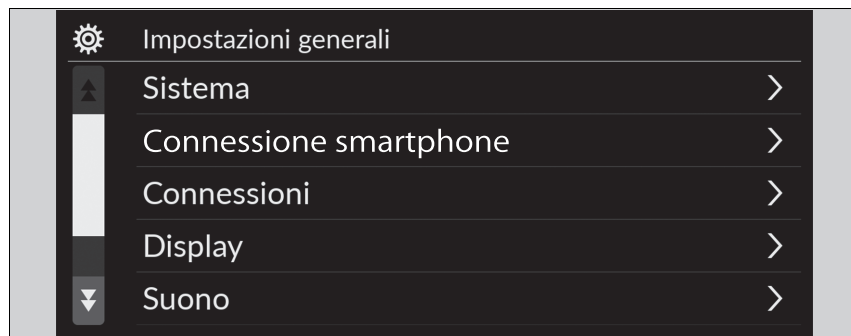 Impostazioni generali
Sistema
Connessione smartphone
Connessioni
Display
Suono